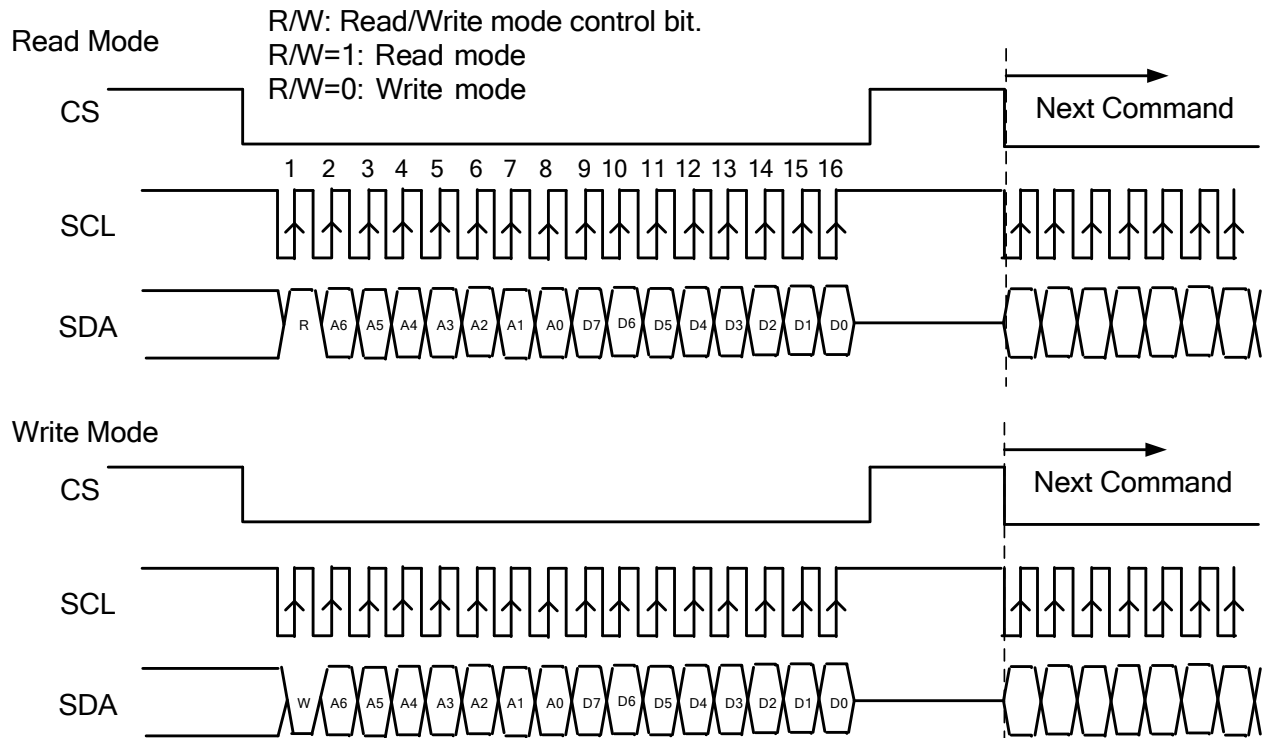 R/W: Read/Write mode control bit.
Read Mode
R/W=1: Read mode
R/W=0: Write mode
CS
Next Command
1 2 3 4 5 6 7 8 9 10 11 12 13 14 15 16
SCL
SDA R A6 A5 A4 A3 A2 A1 A0 D7 D6 D5 D4 D3 D2 D1 D0
Write Mode
CS
Next Command
SCL
SDA W A6 A5 A4 A3 A2 A1 A0 D7 D6 D5 D4 D3 D2 D1 D0